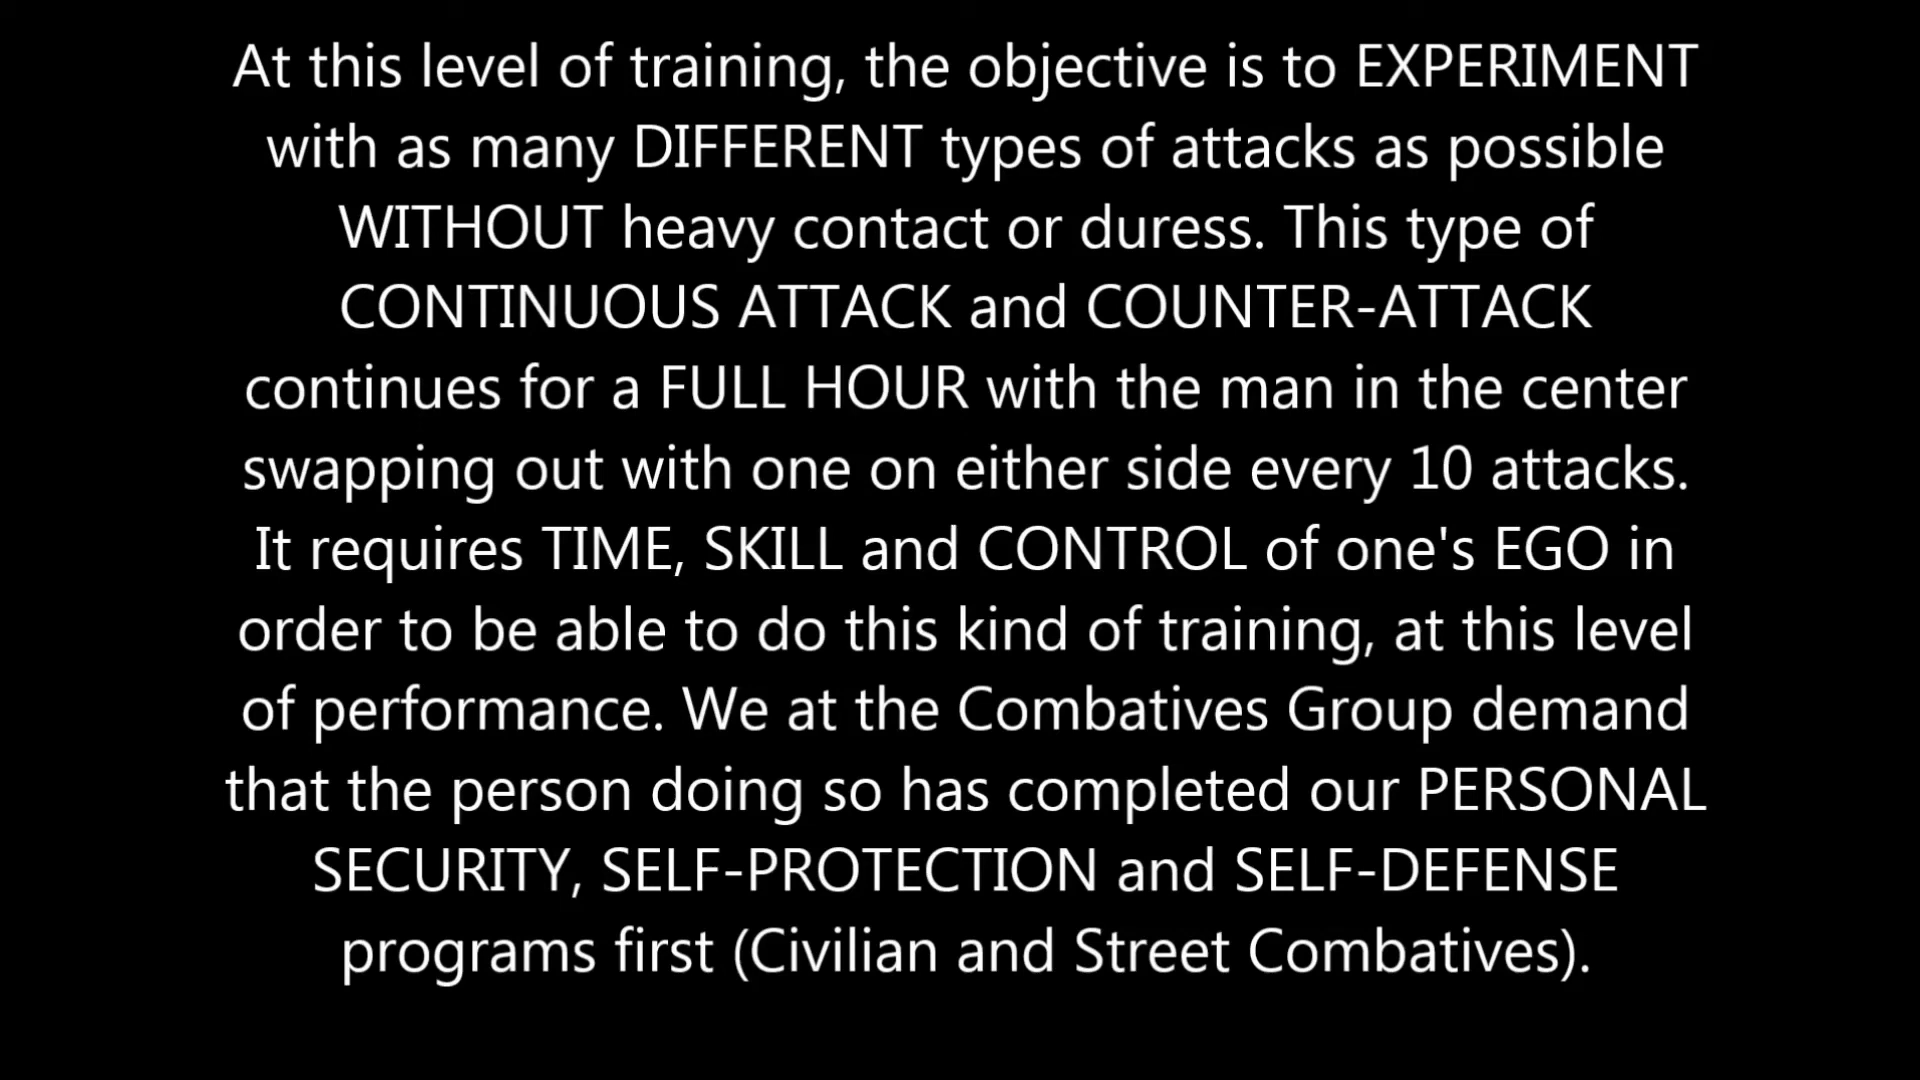 At this level of training, the objective is to EXPERIMENT
with as many DIFFERENT types of attacks as possible
WITHOUT heavy contact or duress. This type of
CONTINUOUS ATTACK and COUNTER-ATTACK
continues for a FULL HOUR with the man in the center
swapping out with one on either side every 10 attacks.
It requires TIME, SKILL and CONTROL of one's EGO in
order to be able to do this kind of training, at this level
of performance. We at the Combatives Group demand
that the person doing so has completed our PERSONAL
SECURITY, SELF-PROTECTION and SELF-DEFENSE
programs first (Civilian and Street Combatives).